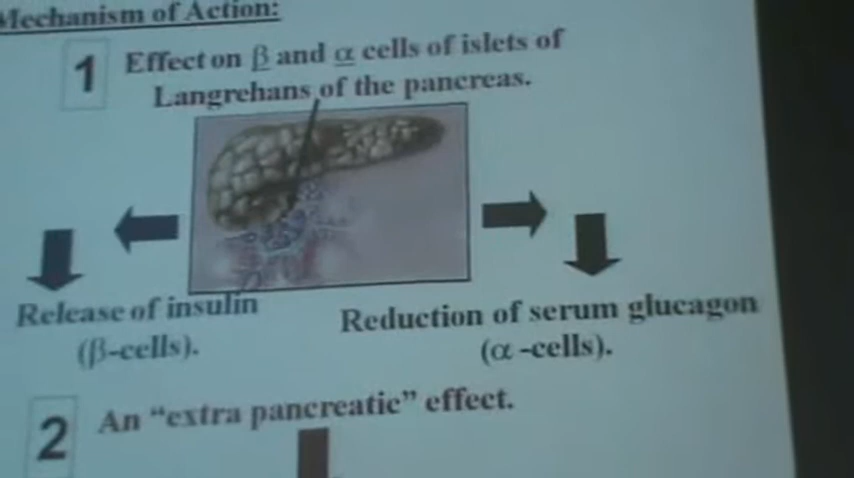 Mechanism of Action:
1 Effect on β and α cells of islets of
Langrehans of the pancreas.
Release of insulin
(β-cells).
Reduction of serum glucagon
(α -cells).
2 An “extra pancreatic” effect.